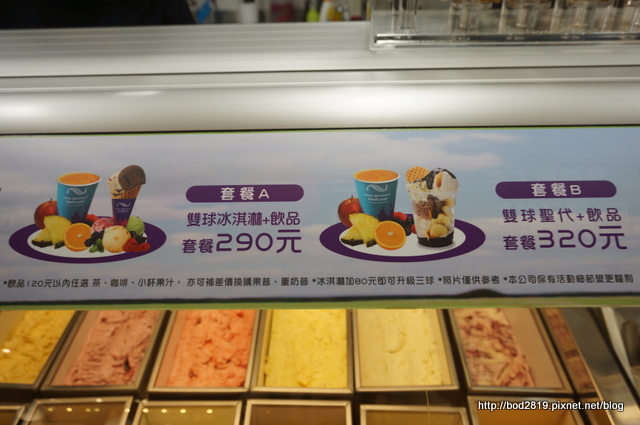 套餐A
雙球冰淇淋+飲品
套餐290元
套餐B
雙球聖代+飲品
套餐320元
*飲品120元以內任選 茶、咖啡、小杯果汁, 亦可補差價換購果昔、重奶昔 *冰淇淋加80元即可升級三球 *照片僅供參考 *本公司保有活動細節變更權利
http://bod2819.pixnet.net/blog